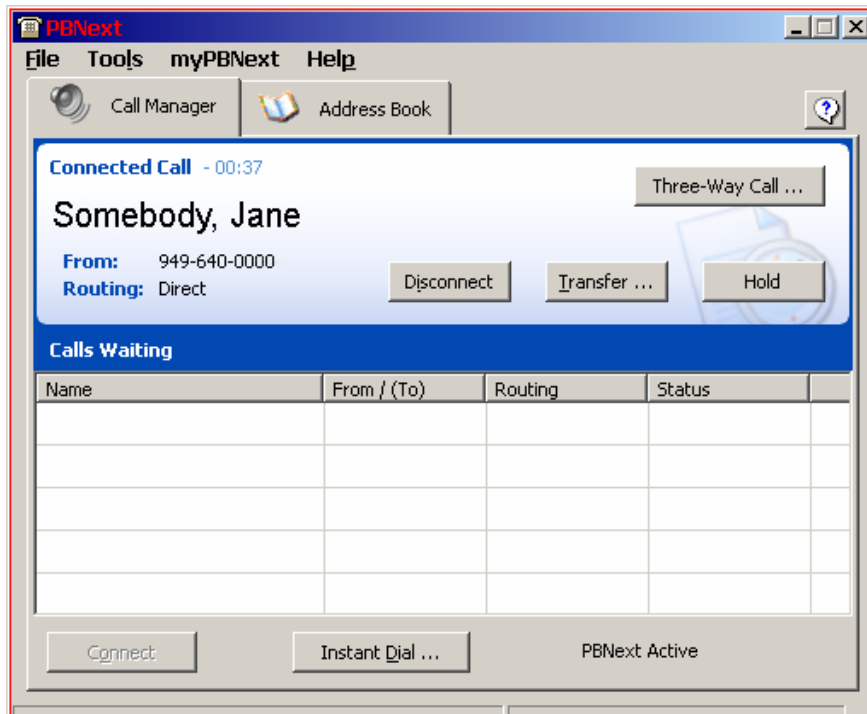 PBNext
File Tools myPBNext Help
Call Manager Address Book
Connected Call - 00:37
Three-Way Call ...
Somebody, Jane
From: 949-640-0000
Routing: Direct
Disconnect Transfer ... Hold
Calls Waiting
Name From / (To) Routing Status
Connect Instant Dial ... PBNext Active